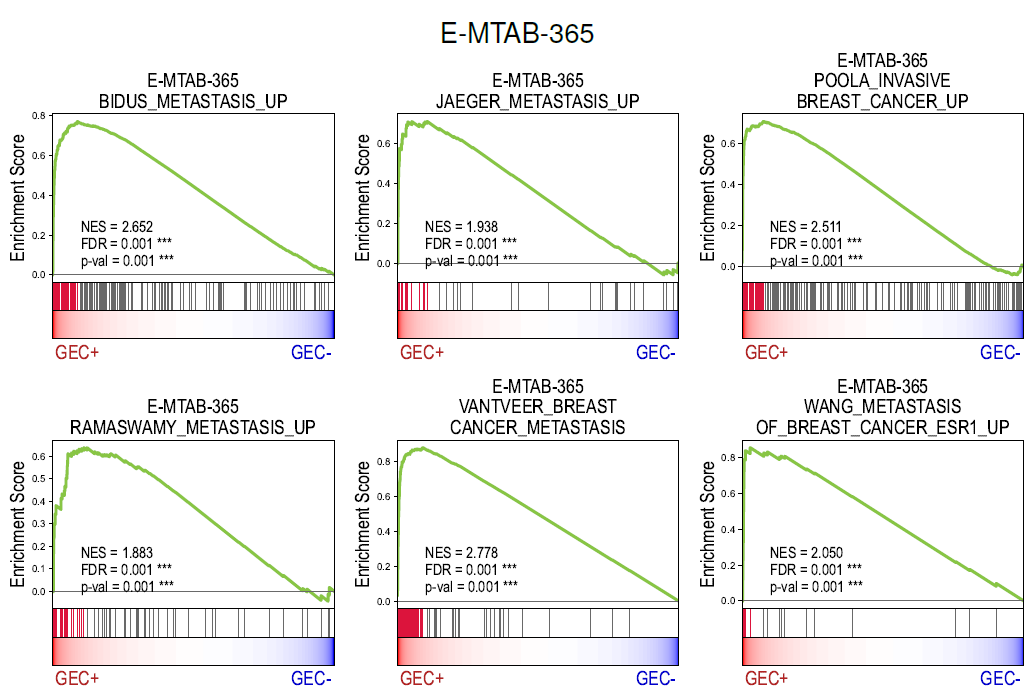 E-MTAB-365
E-MTAB-365
BIDUS_METASTASIS_UP
Enrichment Score
0.8
0.6
0.4
0.2
0.0
NES = 2.652
FDR = 0.001 ***
p-val = 0.001 ***
GEC+ GEC-
E-MTAB-365
JAEGER_METASTASIS_UP
Enrichment Score
0.6
0.4
0.2
0.0
NES = 1.938
FDR = 0.001 ***
p-val = 0.001 ***
GEC+ GEC-
E-MTAB-365
POOLA_INVASIVE
BREAST_CANCER_UP
Enrichment Score
0.6
0.4
0.2
0.0
NES = 2.511
FDR = 0.001 ***
p-val = 0.001 ***
GEC+ GEC-
E-MTAB-365
RAMASWAMY_METASTASIS_UP
Enrichment Score
0.6
0.5
0.4
0.3
0.2
0.1
0.0
NES = 1.883
FDR = 0.001 ***
p-val = 0.001 ***
GEC+ GEC-
E-MTAB-365
VANTVEER_BREAST
CANCER_METASTASIS
Enrichment Score
0.8
0.6
0.4
0.2
0.0
NES = 2.778
FDR = 0.001 ***
p-val = 0.001 ***
GEC+ GEC-
E-MTAB-365
WANG_METASTASIS
OF_BREAST_CANCER_ESR1_UP
Enrichment Score
0.8
0.6
0.4
0.2
0.0
NES = 2.050
FDR = 0.001 ***
p-val = 0.001 ***
GEC+ GEC-